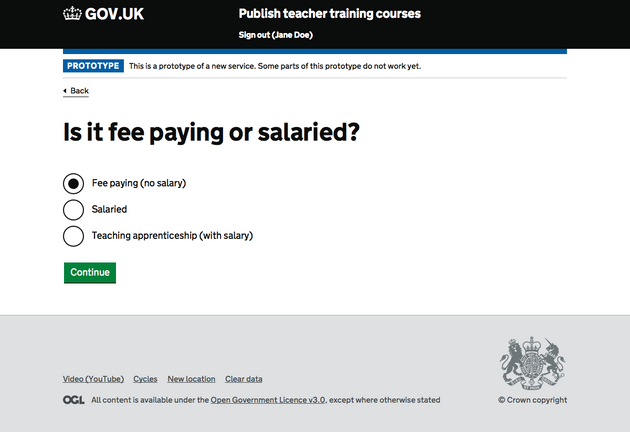 GOV.UK
Publish teacher training courses
Sign out (Jane Doe)
PROTOTYPE This is a prototype of a new service. Some parts of this prototype do not work yet.
Back
Is it fee paying or salaried?
Fee paying (no salary)
Salaried
Teaching apprenticeship (with salary)
Continue
Video (YouTube) Cycles New location Clear data
OGL All content is available under the Open Government Licence v3.0, except where otherwise stated
© Crown copyright